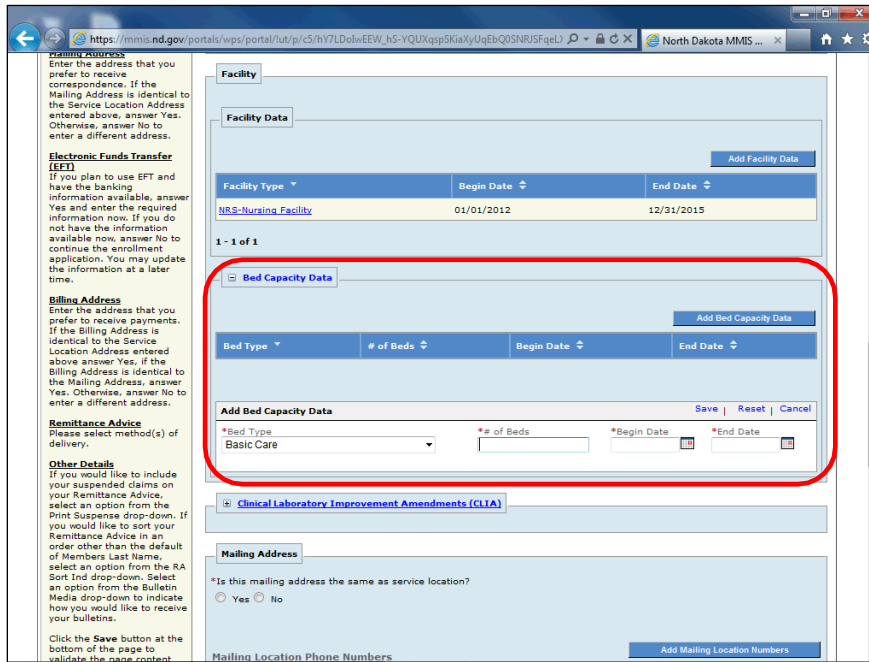 https://mmis.nd.gov/portals/wps/portal/!ut/p/c5/hY7LDoIwEEW_hS-YQUXqspSKiaXyUqEbQ0SNRJSFqeL
North Dakota MMIS ...
Mailing Address
Enter the address that you
prefer to receive
correspondence. If the
Mailing Address is identical to
the Service Location Address
entered above, answer Yes.
Otherwise, answer No to
enter a different address.
Electronic Funds Transfer
(EFT)
If you plan to use EFT and
have the banking
information available, answer
Yes and enter the required
information now. If you do
not have the information
available now, answer No to
continue the enrollment
application. You may update
the information at a later
time.
Billing Address
Enter the address that you
prefer to receive payments.
If the Billing Address is
identical to the Service
Location Address entered
above answer Yes, if the
Billing Address is identical to
the Mailing Address, answer
Yes. Otherwise, answer No to
enter a different address.
Remittance Advice
Please select method(s) of
delivery.
Other Details
If you would like to include
your suspended claims on
your Remittance Advice,
select an option from the
Print Suspense drop-down. If
you would like to sort your
Remittance Advice in an
order other than the default
of Members Last Name,
select an option from the RA
Sort Ind drop-down. Select
an option from the Bulletin
Media drop-down to indicate
how you would like to receive
your bulletins.
Click the Save button at the
bottom of the page to
validate the page content
Facility
Facility Data
Add Facility Data
Facility Type Begin Date End Date
NRS-Nursing Facility 01/01/2012 12/31/2015
1 - 1 of 1
Bed Capacity Data
Add Bed Capacity Data
Bed Type # of Beds Begin Date End Date
Add Bed Capacity Data Save | Reset | Cancel
*Bed Type *# of Beds *Begin Date *End Date
Basic Care
Clinical Laboratory Improvement Amendments (CLIA)
Mailing Address
*Is this mailing address the same as service location?
Yes No
Add Mailing Location Numbers
Mailing Location Phone Numbers